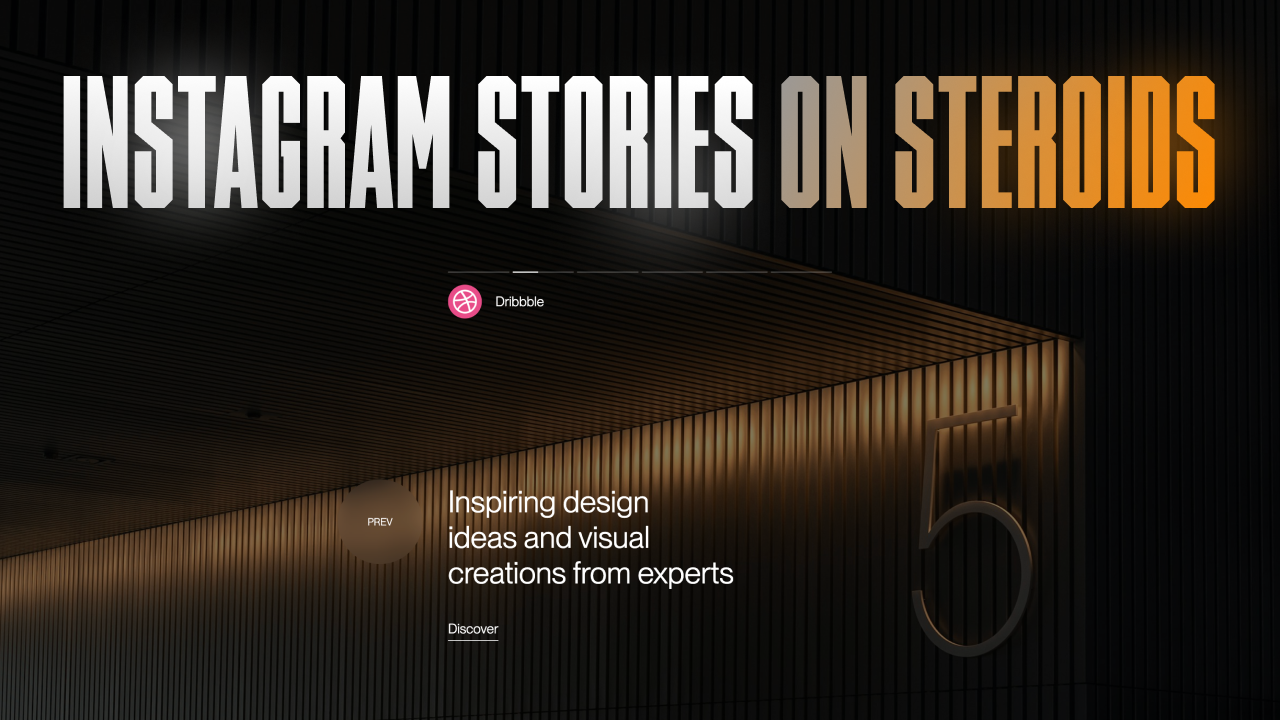 INSTAGRAM STORIES ON STEROIDS
Dribbble
5
PREV
Inspiring design
ideas and visual
creations from experts
Discover